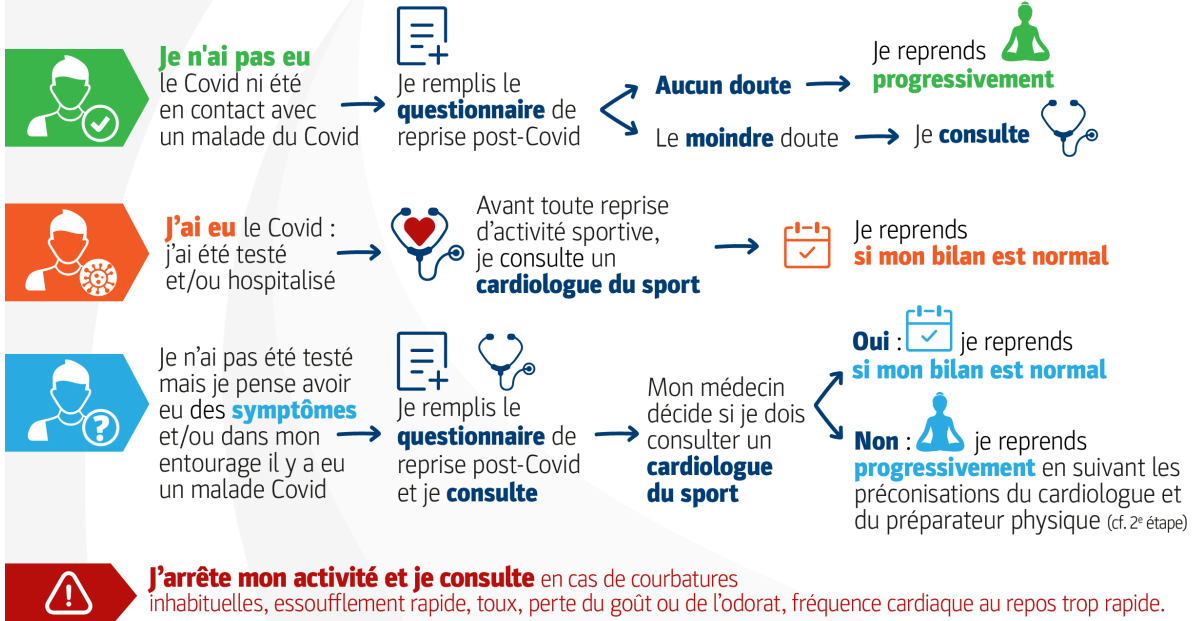 Je n'ai pas eu
le Covid ni été
en contact avec
un malade du Covid
Je remplis le
questionnaire de
reprise post-Covid
Aucun doute
Je reprends
progressivement
Le moindre doute
Je consulte
J'ai eu le Covid :
j'ai été testé
et/ou hospitalisé
Avant toute reprise
d'activité sportive,
je consulte un
cardiologue du sport
Je reprends
si mon bilan est normal
Je n'ai pas été testé
mais je pense avoir
eu des symptômes
et/ou dans mon
entourage il y a eu
un malade Covid
Je remplis le
questionnaire de
reprise post-Covid
et je consulte
Mon médecin
décide si je dois
consulter un
cardiologue
du sport
Oui : je reprends
si mon bilan est normal
Non : je reprends
progressivement en suivant les
préconisations du cardiologue et
du préparateur physique (cf. 2e étape)
J'arrête mon activité et je consulte en cas de courbatures
inhabituelles, essoufflement rapide, toux, perte du goût ou de l'odorat, fréquence cardiaque au repos trop rapide.